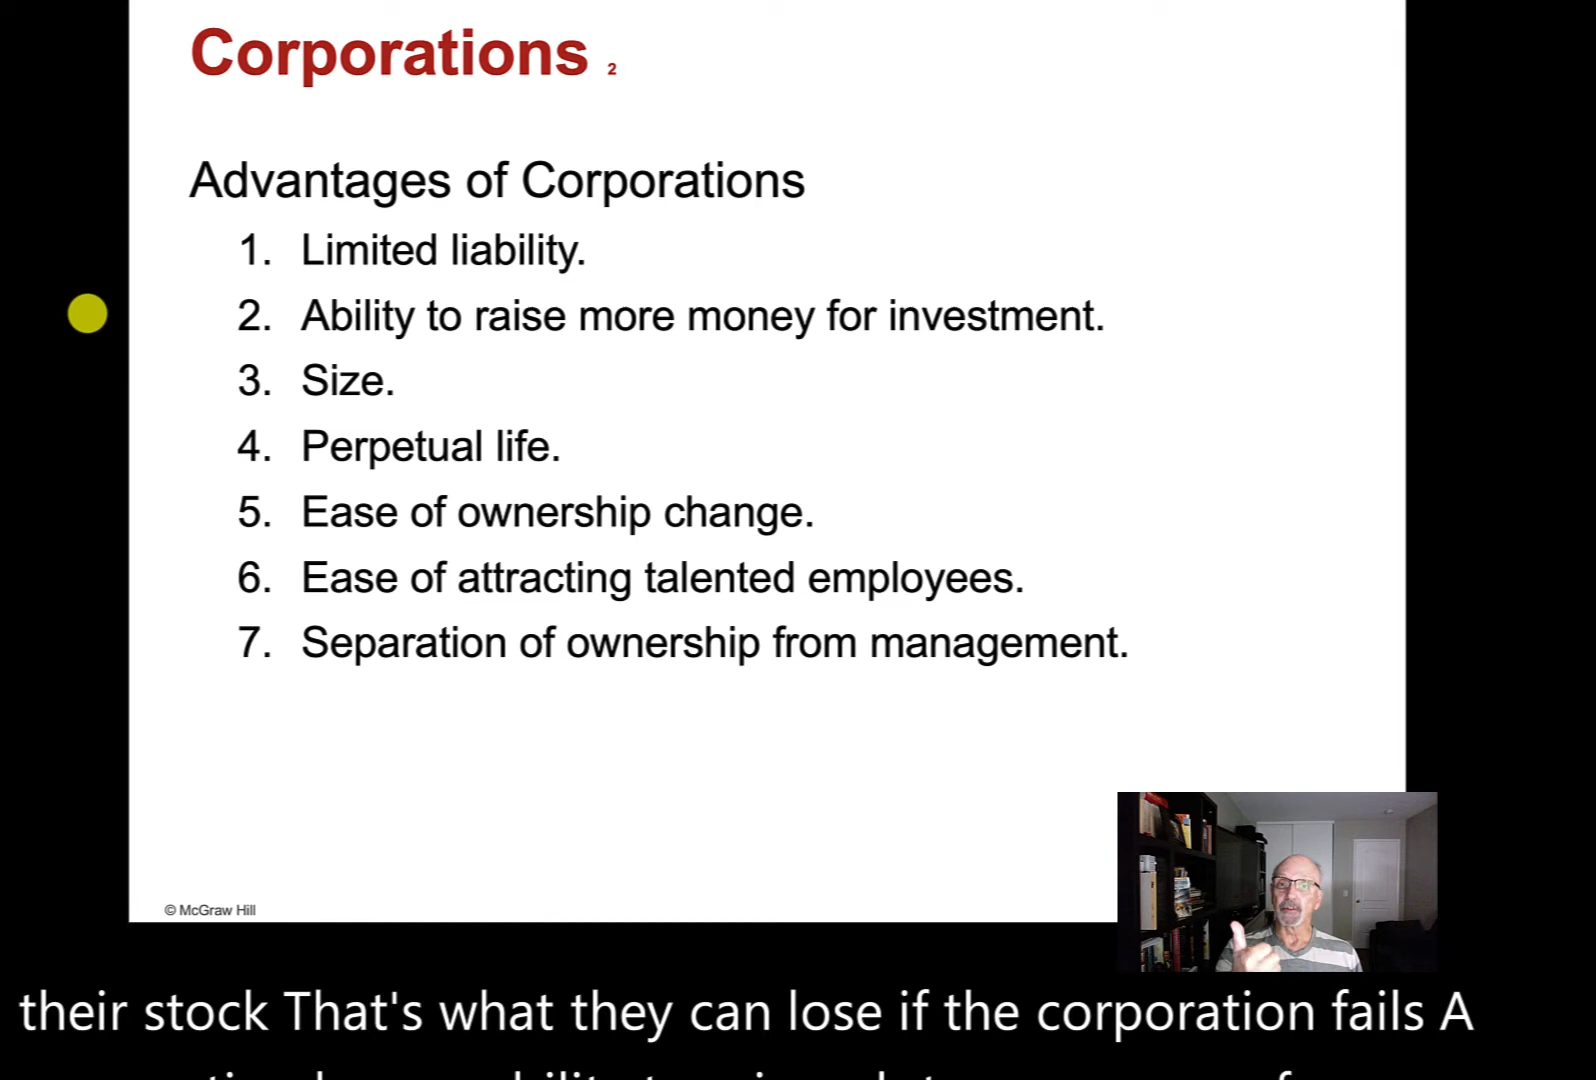 Corporations 2
Advantages of Corporations
1. Limited liability.
2. Ability to raise more money for investment.
3. Size.
4. Perpetual life.
5. Ease of ownership change.
6. Ease of attracting talented employees.
7. Separation of ownership from management.
© McGraw Hill
their stock That's what they can lose if the corporation fails A